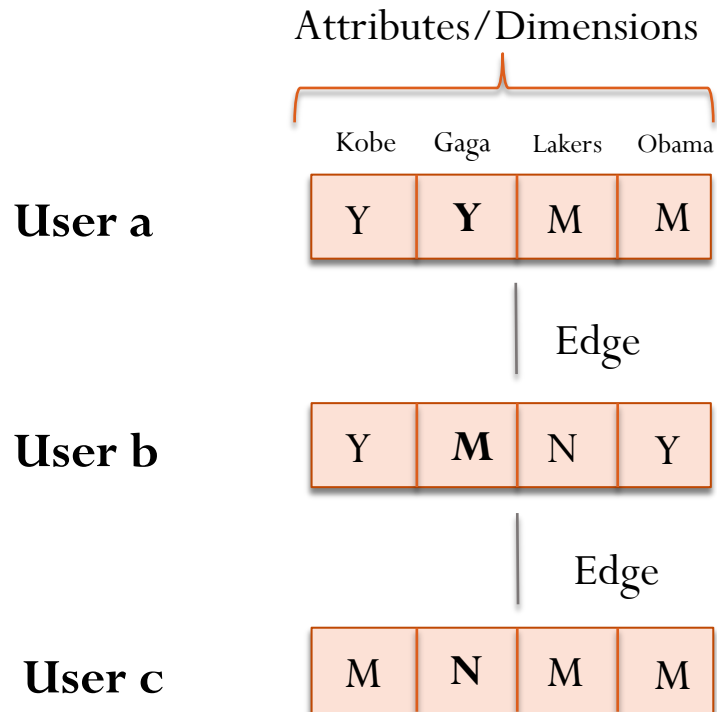 Attributes/Dimensions
Kobe Gaga Lakers Obama
User a Y Y M M
Edge
User b Y M N Y
Edge
User c M N M M